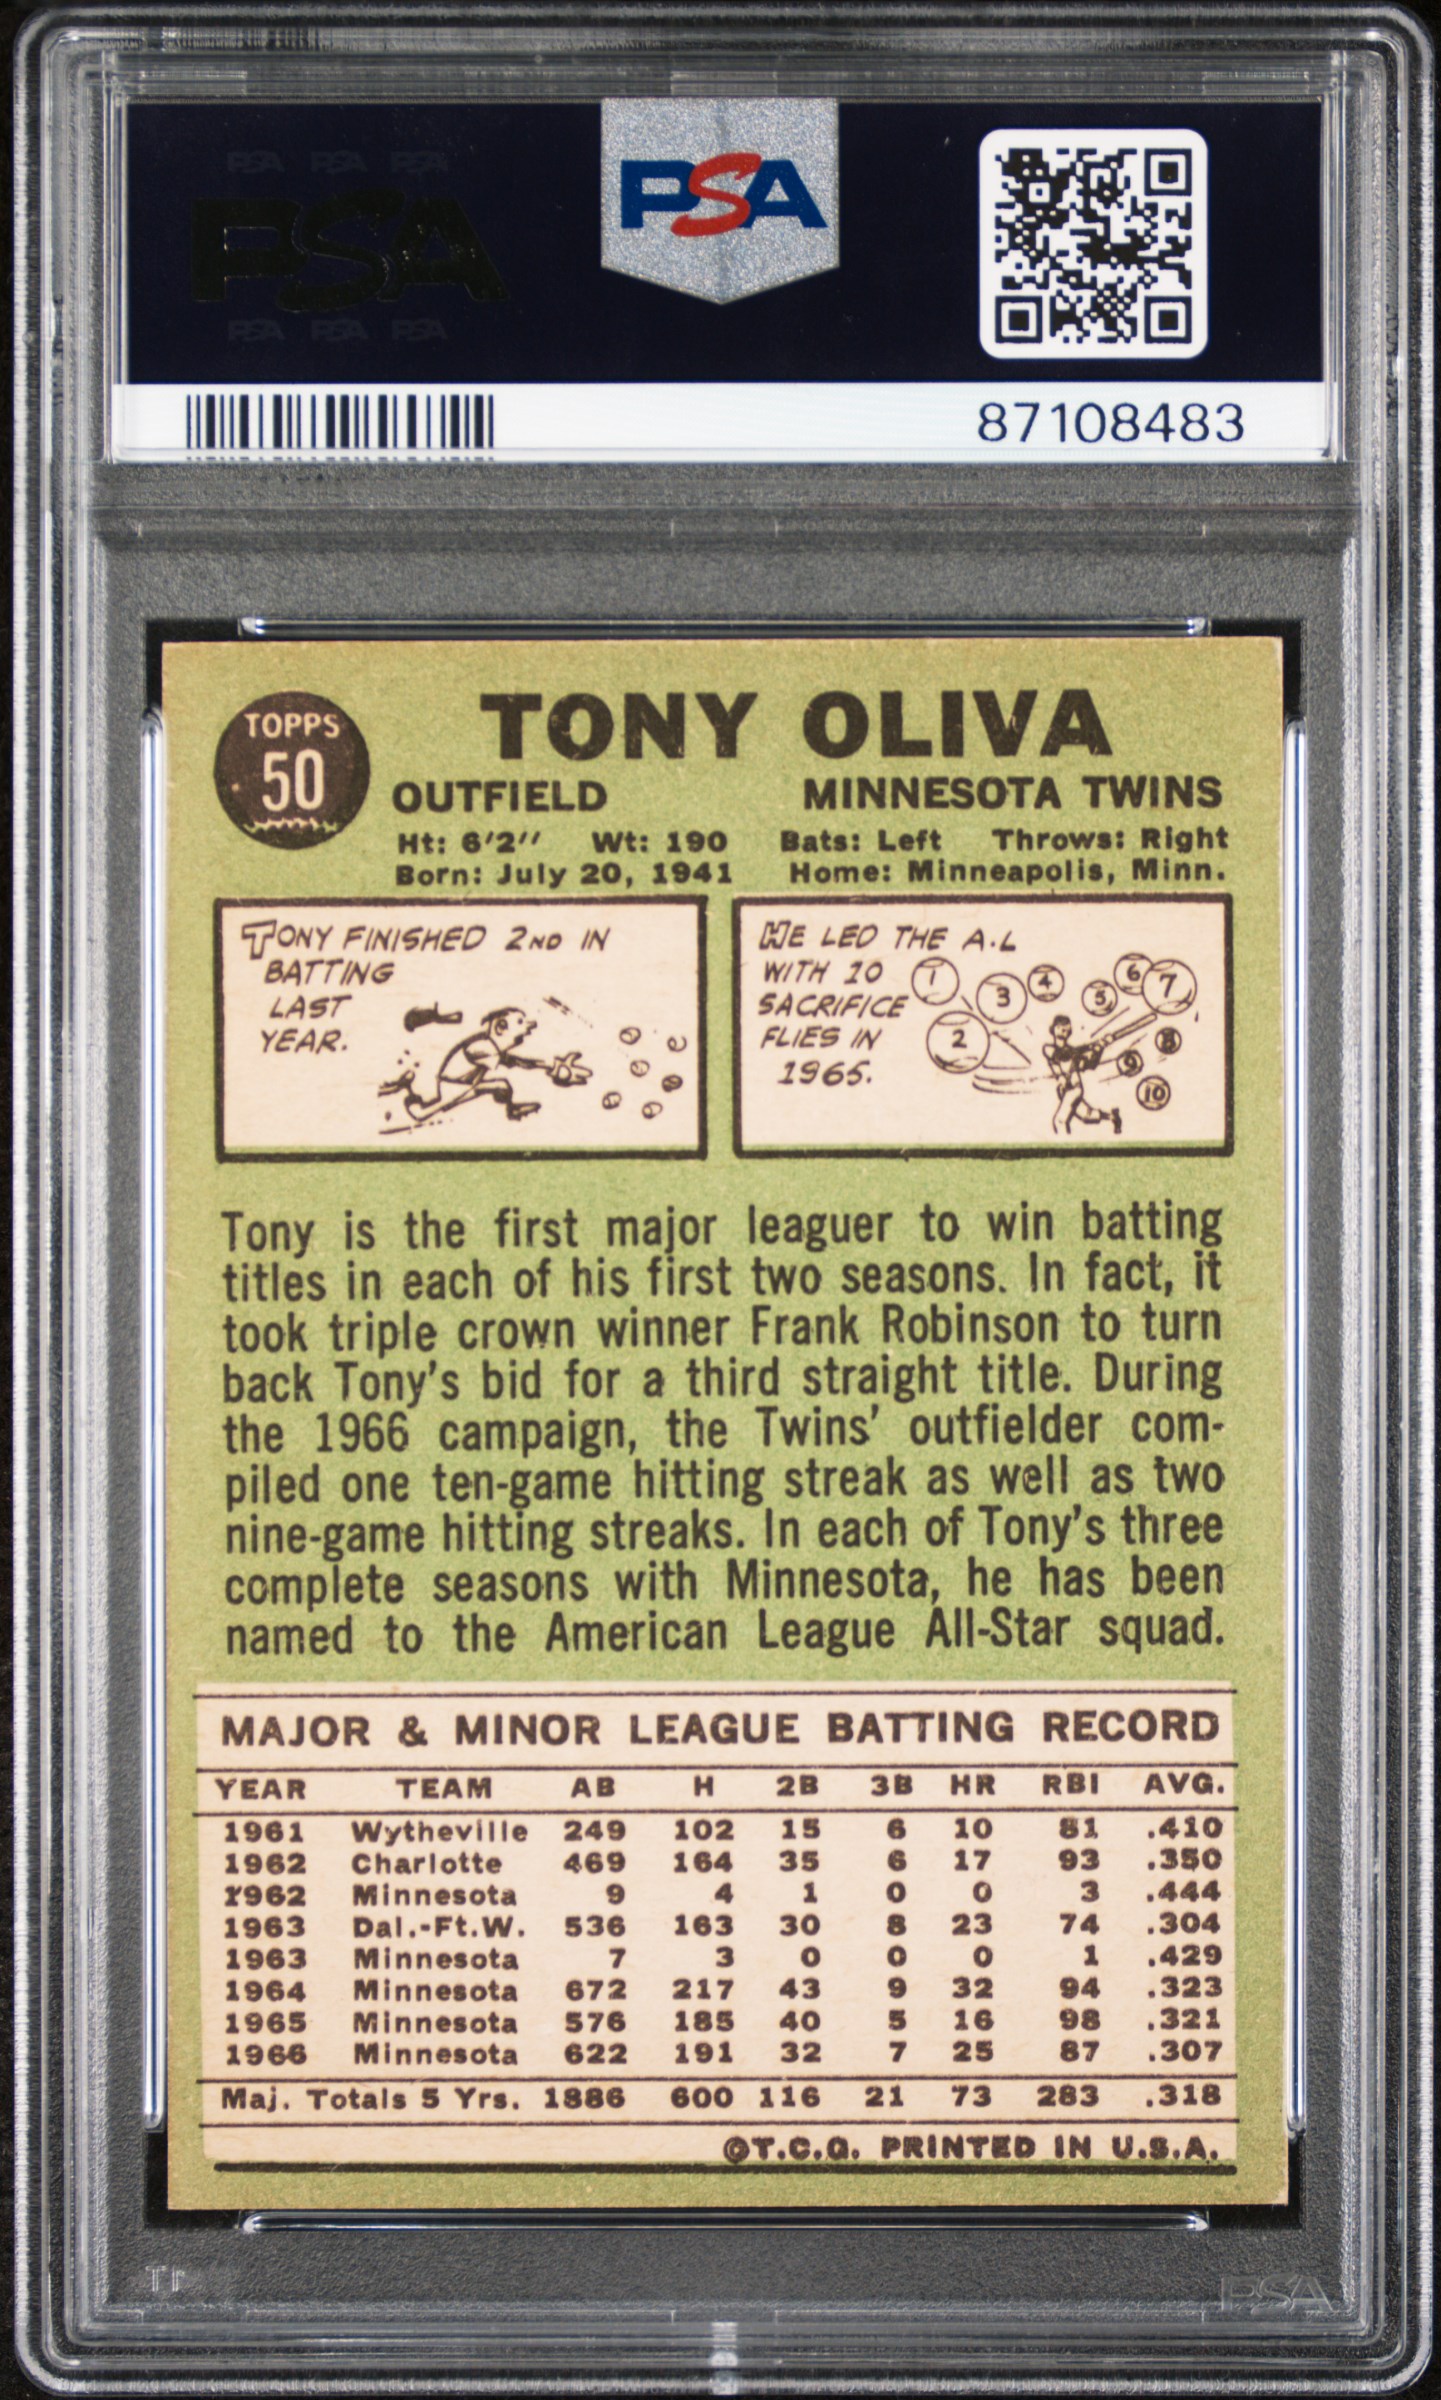 PSA PSA PSA
PSA
PSA PSA PSA
PSA
87108483
TOPPS
50
TONY OLIVA
OUTFIELD MINNESOTA TWINS
Ht: 6'2'' Wt: 190 Bats: Left Throws: Right
Born: July 20, 1941 Home: Minneapolis, Minn.
TONY FINISHED 2ND IN
BATTING
LAST
YEAR.
HE LED THE A.L
WITH 10
SACRIFICE
FLIES IN
1965.
1
2
3
4
5
6
7
8
9
10
Tony is the first major leaguer to win batting
titles in each of his first two seasons. In fact, it
took triple crown winner Frank Robinson to turn
back Tony's bid for a third straight title. During
the 1966 campaign, the Twins' outfielder com-
piled one ten-game hitting streak as well as two
nine-game hitting streaks. In each of Tony's three
complete seasons with Minnesota, he has been
named to the American League All-Star squad.
MAJOR & MINOR LEAGUE BATTING RECORD
YEAR TEAM AB H 2B 3B HR RBI AVG.
1961 Wytheville 249 102 15 6 10 81 .410
1962 Charlotte 469 164 35 6 17 93 .350
1962 Minnesota 9 4 1 0 0 3 .444
1963 Dal.-Ft.W. 536 163 30 8 23 74 .304
1963 Minnesota 7 3 0 0 0 1 .429
1964 Minnesota 672 217 43 9 32 94 .323
1965 Minnesota 576 185 40 5 16 98 .321
1966 Minnesota 622 191 32 7 25 87 .307
Maj. Totals 5 Yrs. 1886 600 116 21 73 283 .318
©T.C.G. PRINTED IN U.S.A.
PSA